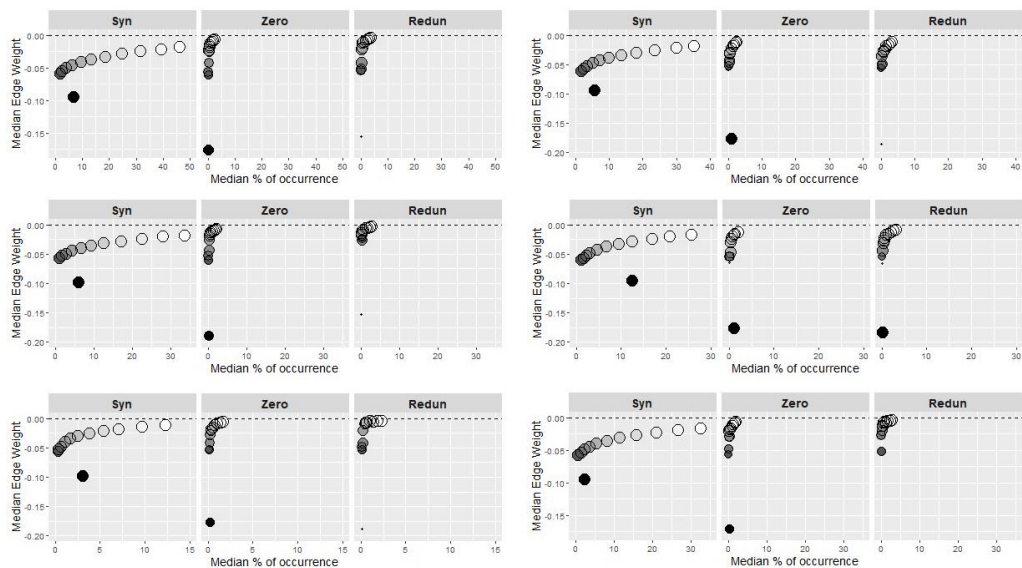 Syn Zero Redun
Median Edge Weight
0.00
-0.05
-0.10
-0.15
0 10 20 30 40 50 0 10 20 30 40 50 0 10 20 30 40 50
Median % of occurrence
Syn Zero Redun
Median Edge Weight
0.00
-0.05
-0.10
-0.15
-0.20
0 10 20 30 40 0 10 20 30 40 0 10 20 30 40
Median % of occurrence
Syn Zero Redun
Median Edge Weight
0.00
-0.05
-0.10
-0.15
-0.20
0 10 20 30 0 10 20 30 0 10 20 30
Median % of occurrence
Syn Zero Redun
Median Edge Weight
0.00
-0.05
-0.10
-0.15
-0.20
0 10 20 30 0 10 20 30 0 10 20 30
Median % of occurrence
Syn Zero Redun
Median Edge Weight
0.00
-0.05
-0.10
-0.15
-0.20
0 5 10 15 0 5 10 15 0 5 10 15
Median % of occurrence
Syn Zero Redun
Median Edge Weight
0.00
-0.05
-0.10
-0.15
0 10 20 30 0 10 20 30 0 10 20 30
Median % of occurrence